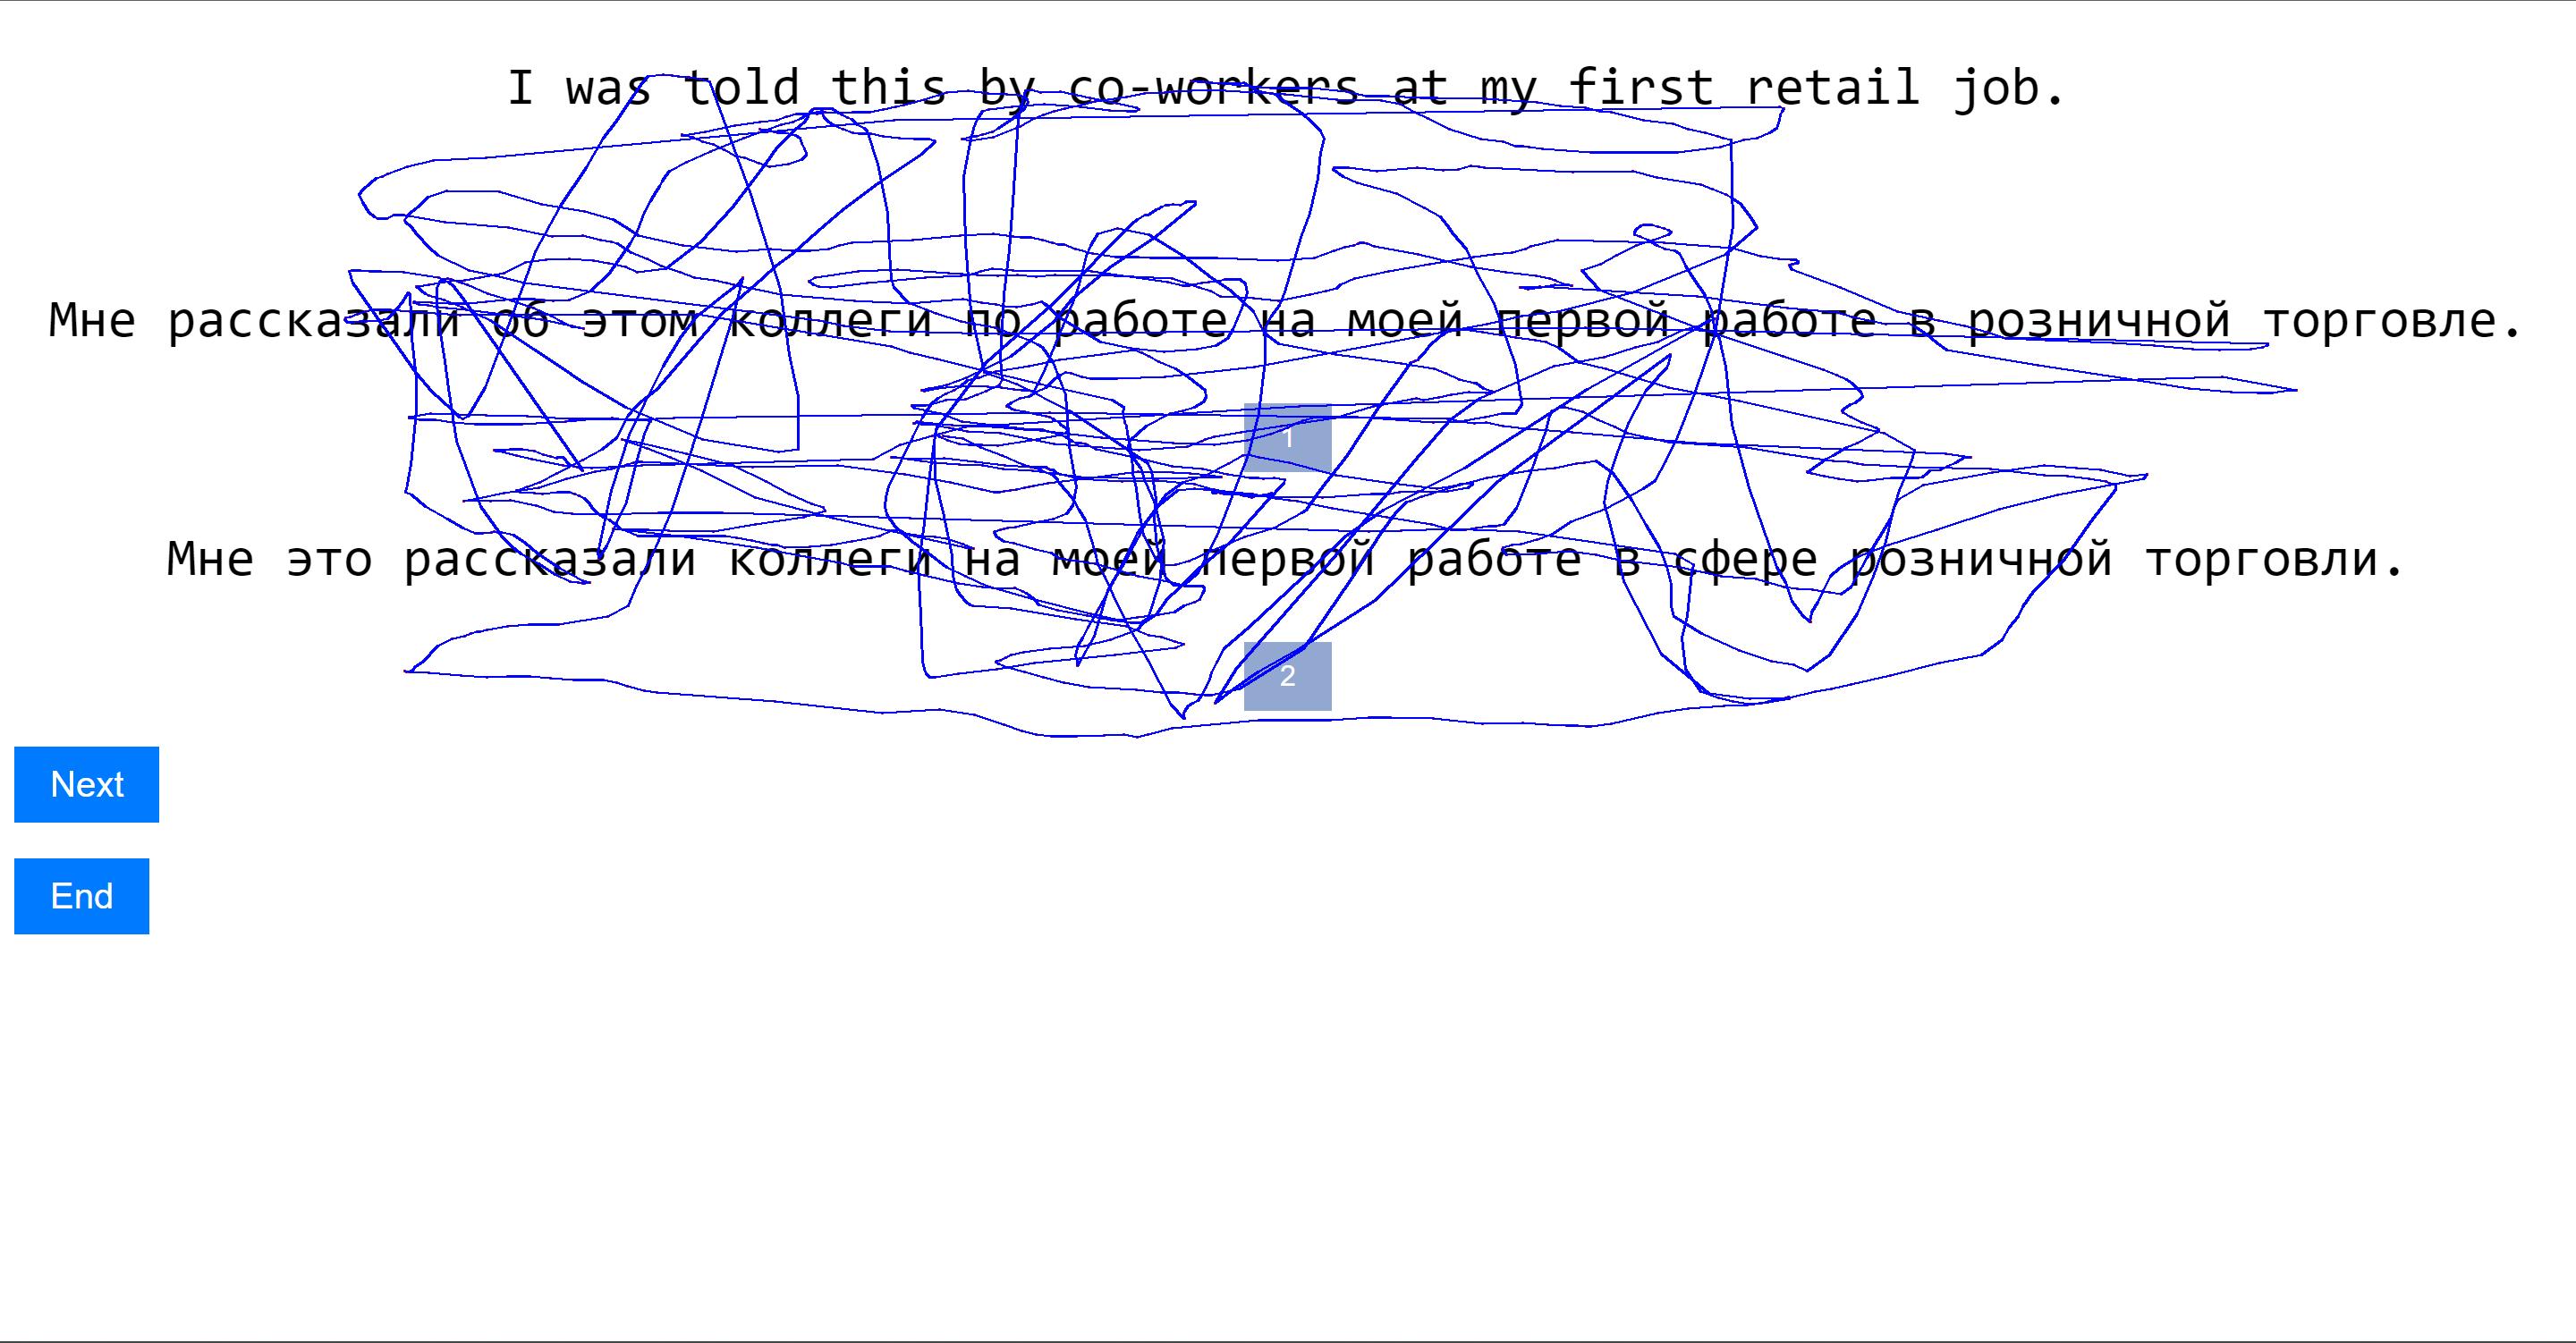 I was told this by co-workers at my first retail job.
Мне рассказали об этом коллеги по работе на моей первой работе в розничной торговле.
1
Мне это рассказали коллеги на моей первой работе в сфере розничной торговли.
2
Next
End